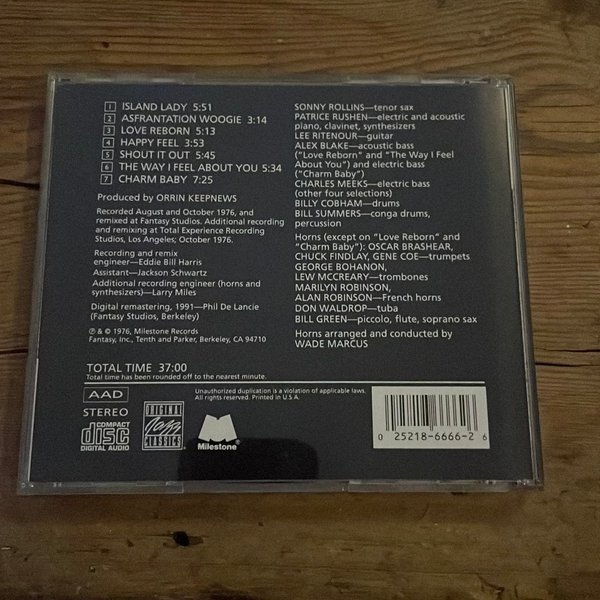 1 ISLAND LADY 5:51
2 ASFRANTATION WOOGIE 3:14
3 LOVE REBORN 5:13
4 HAPPY FEEL 3:53
5 SHOUT IT OUT 5:45
6 THE WAY I FEEL ABOUT YOU 5:34
7 CHARM BABY 7:25
Produced by ORRIN KEEPNEWS
Recorded August and October 1976, and
remixed at Fantasy Studios. Additional recording
and remixing at Total Experience Recording
Studios, Los Angeles; October 1976.
Recording and remix
engineer—Eddie Bill Harris
Assistant—Jackson Schwartz
Additional recording engineer (horns and
synthesizers)—Larry Miles
Digital remastering, 1991—Phil De Lancie
(Fantasy Studios, Berkeley)
℗ & © 1976, Milestone Records
Fantasy, Inc., Tenth and Parker, Berkeley, CA 94710
SONNY ROLLINS—tenor sax
PATRICE RUSHEN—electric and acoustic
piano, clavinet, synthesizers
LEE RITENOUR—guitar
ALEX BLAKE—acoustic bass
("Love Reborn" and "The Way I Feel
About You") and electric bass
("Charm Baby")
CHARLES MEEKS—electric bass
(other four selections)
BILLY COBHAM—drums
BILL SUMMERS—conga drums,
percussion
Horns (except on "Love Reborn" and
"Charm Baby"): OSCAR BRASHEAR,
CHUCK FINDLAY, GENE COE—trumpets
GEORGE BOHANON,
LEW MCCREARY—trombones
MARILYN ROBINSON,
ALAN ROBINSON—French horns
DON WALDROP—tuba
BILL GREEN—piccolo, flute, soprano sax
Horns arranged and conducted by
WADE MARCUS
TOTAL TIME 37:00
Total time has been rounded off to the nearest minute.
AAD
STEREO
COMPACT
disc
DIGITAL AUDIO
ORIGINAL
Jazz
CLASSICS
Milestone
Unauthorized duplication is a violation of applicable laws.
All rights reserved. Printed in U.S.A.
0 25218-6666-2 6